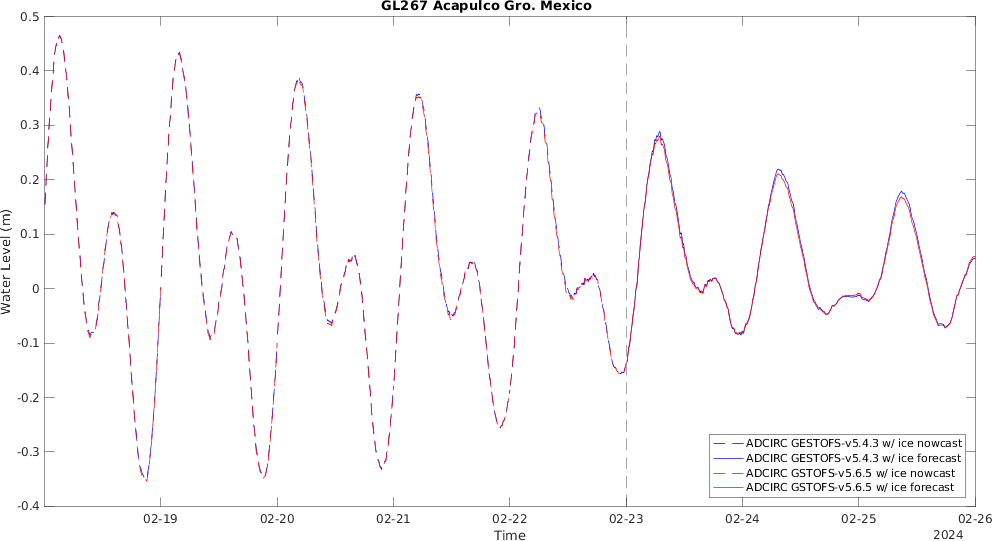 GL267 Acapulco Gro. Mexico
0.5
0.4
0.3
0.2
0.1
0
-0.1
-0.2
-0.3
-0.4
Water Level (m)
02-19
02-20
02-21
02-22
02-23
02-24
02-25
02-26
Time
2024
ADCIRC GESTOFS-v5.4.3 w/ ice nowcast
ADCIRC GESTOFS-v5.4.3 w/ ice forecast
ADCIRC GSTOFS-v5.6.5 w/ ice nowcast
ADCIRC GSTOFS-v5.6.5 w/ ice forecast